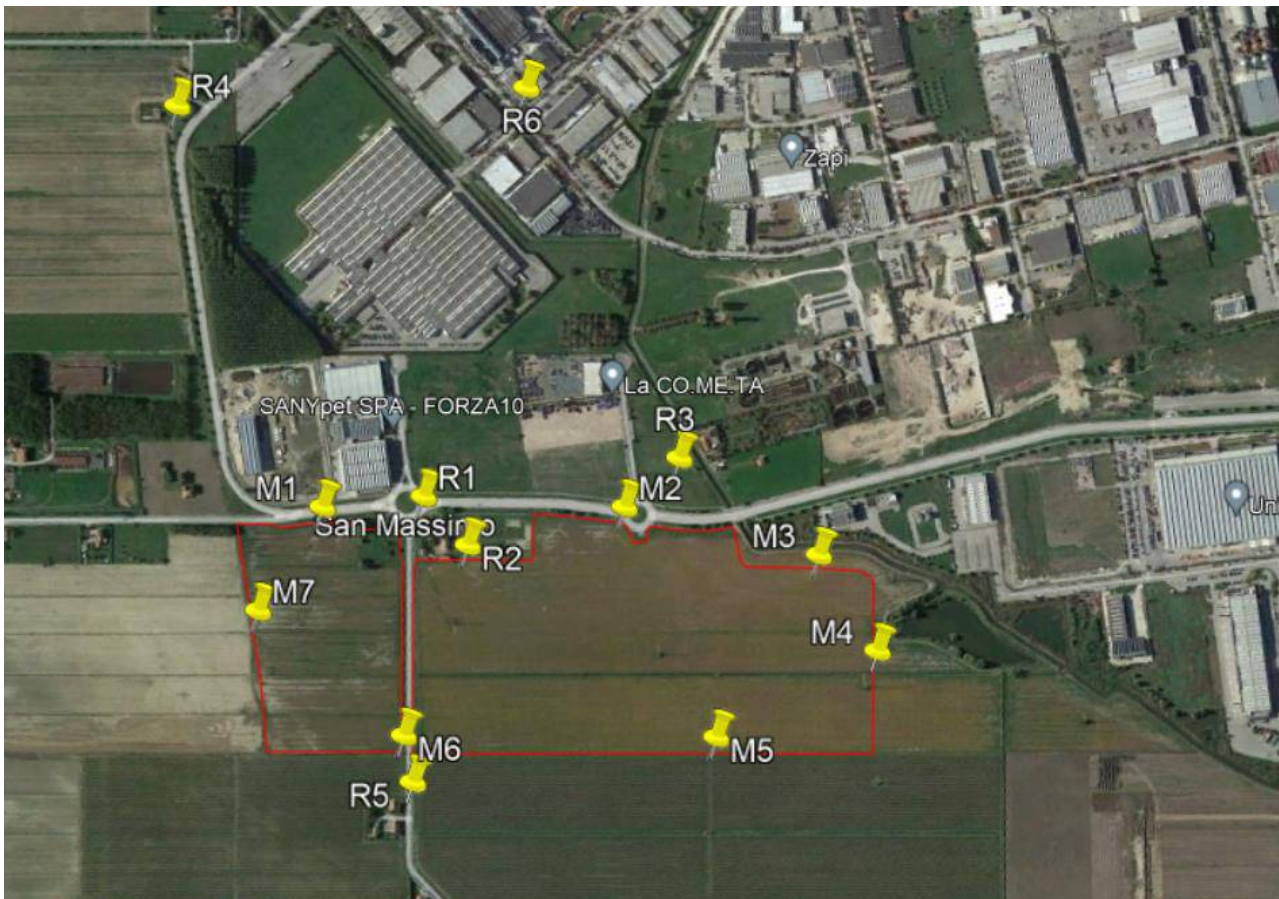 R4
R6
Zapi
La CO.ME.TA
SANYpet SPA - FORZA10
R3
M1
R1
M2
San Massimo
R2
M3
Un
M7
M4
M6
M5
R5